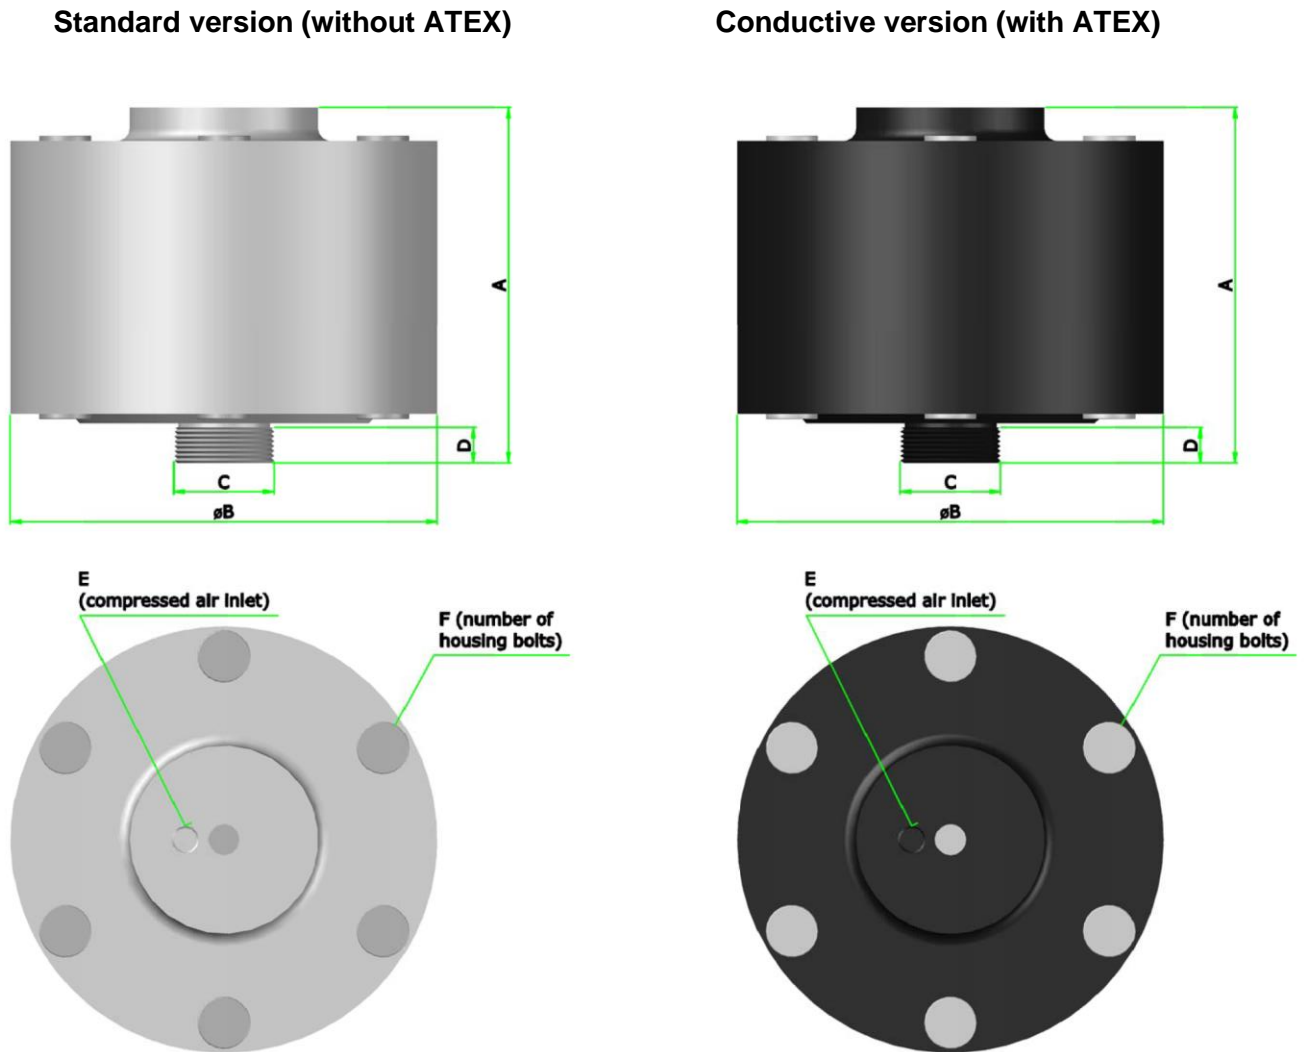 Standard version (without ATEX)
Conductive version (with ATEX)
A
D
C
øB
A
D
C
øB
E
(compressed air inlet)
F (number of
housing bolts)
E
(compressed air inlet)
F (number of
housing bolts)